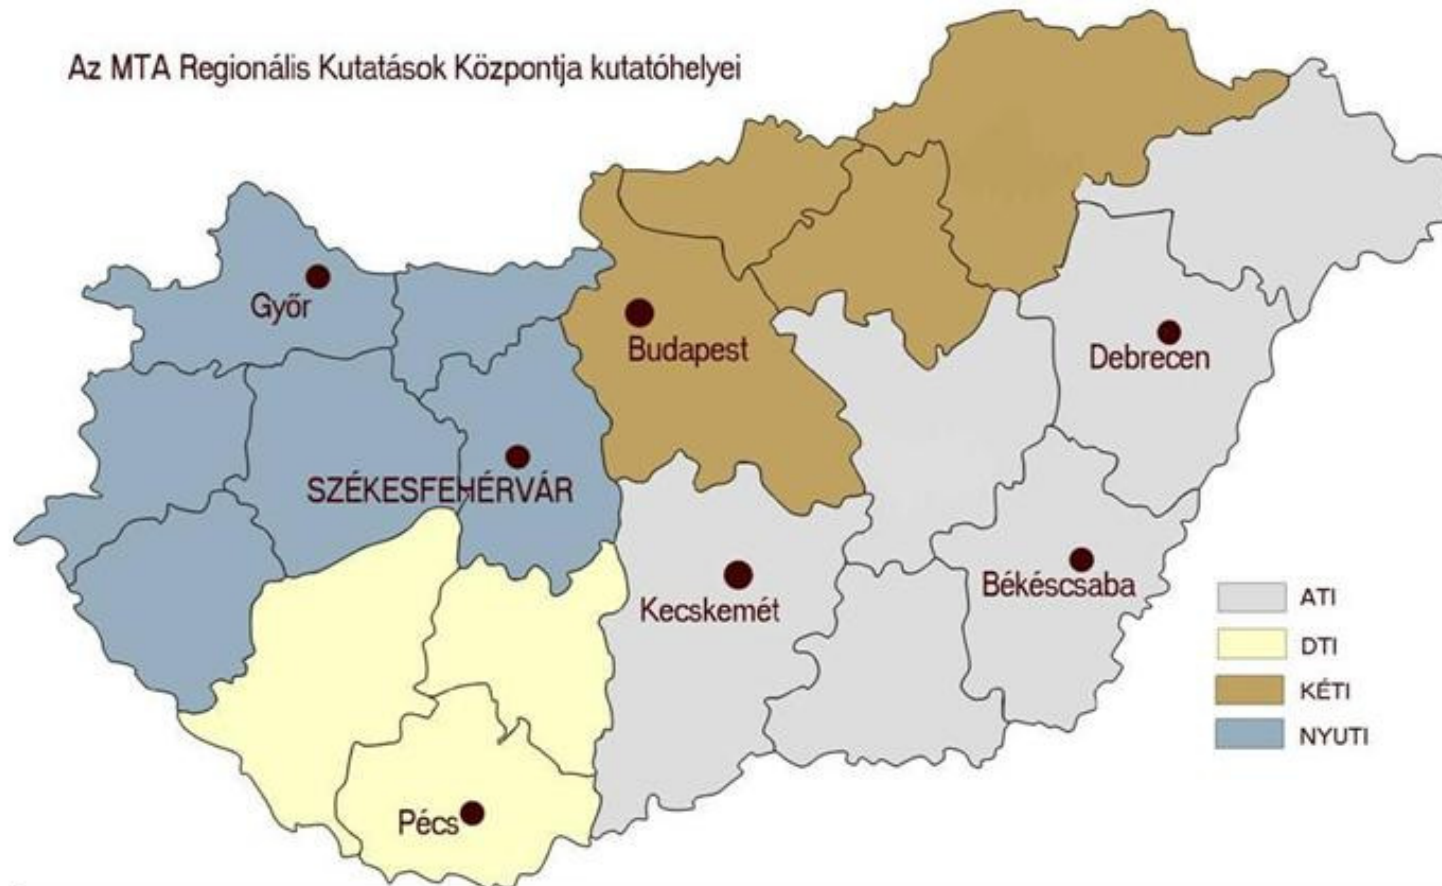 Az MTA Regionális Kutatások Központja kutatóhelyei
Győr
Budapest
Debrecen
SZÉKESFEHÉRVÁR
Kecskemét
Békéscsaba
Pécs
ATI
DTI
KÉTI
NYUTI